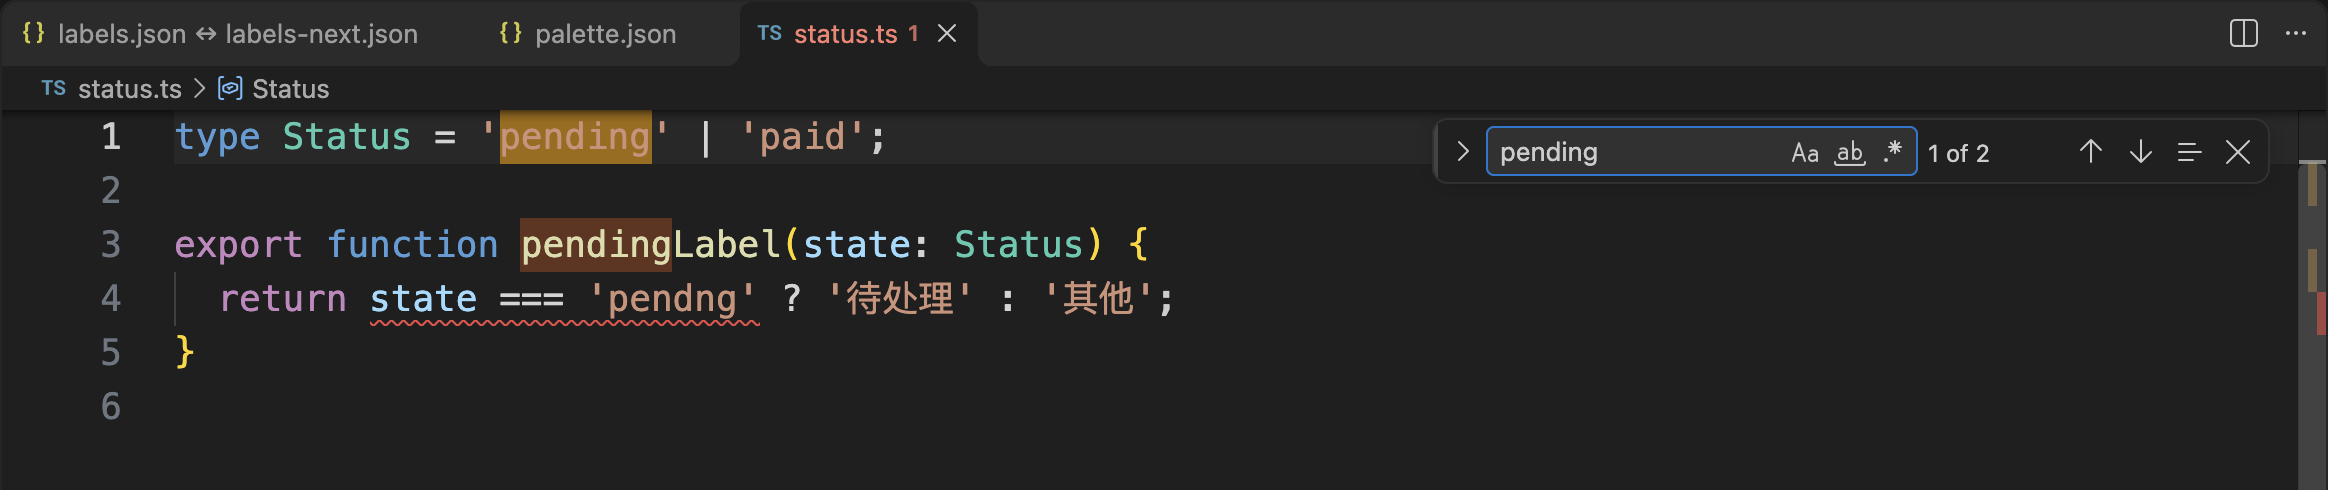 {} labels.json ↔ labels-next.json {} palette.json TS status.ts 1
TS status.ts > Status
1 type Status = 'pending' | 'paid';
pending Aa ab .* 1 of 2
2
3 export function pendingLabel(state: Status) {
4 return state === 'pendng' ? '待处理' : '其他';
5 }
6